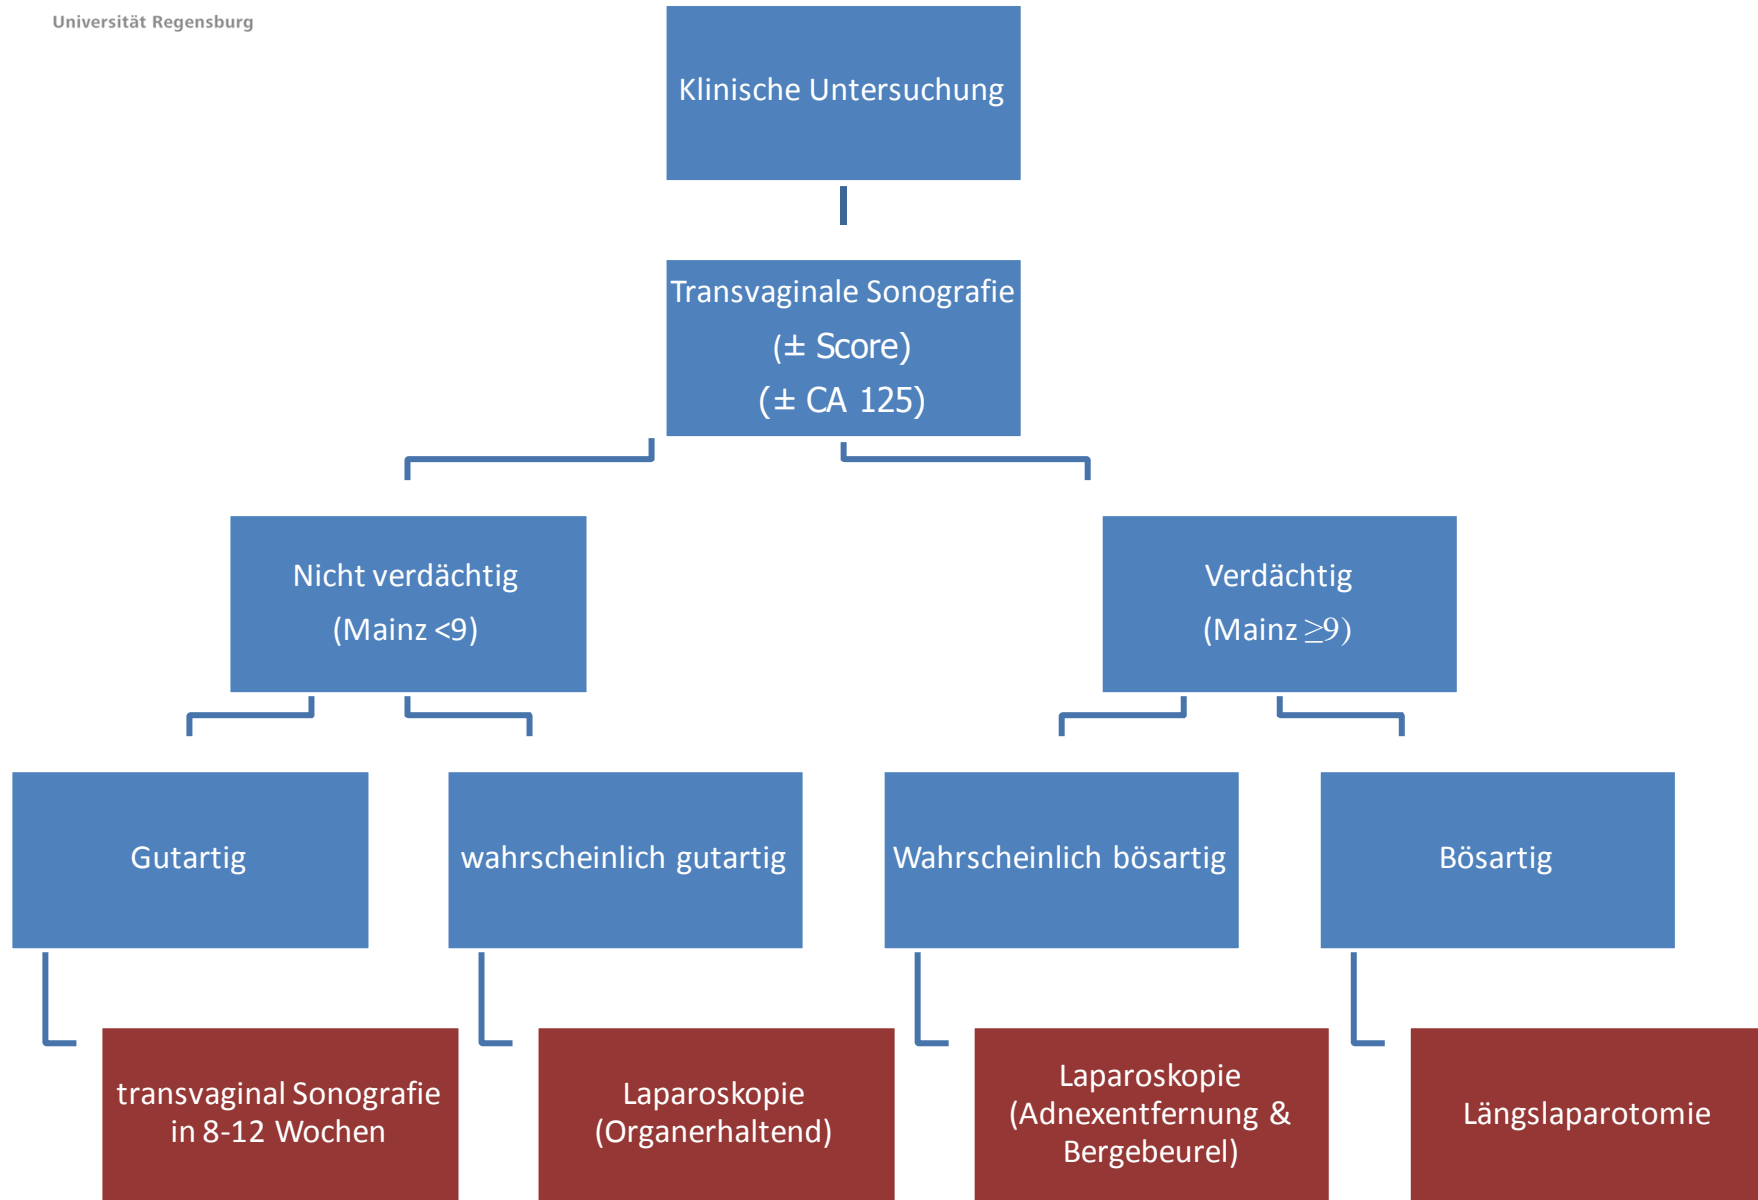 Universität Regensburg
Klinische Untersuchung
Transvaginale Sonografie
(± Score)
(± CA 125)
Nicht verdächtig
(Mainz <9)
Verdächtig
(Mainz ≥9)
Gutartig
wahrscheinlich gutartig
Wahrscheinlich bösartig
Bösartig
transvaginal Sonografie
in 8-12 Wochen
Laparoskopie
(Organerhaltend)
Laparoskopie
(Adnexentfernung &
Bergebeurel)
Längslaparotomie